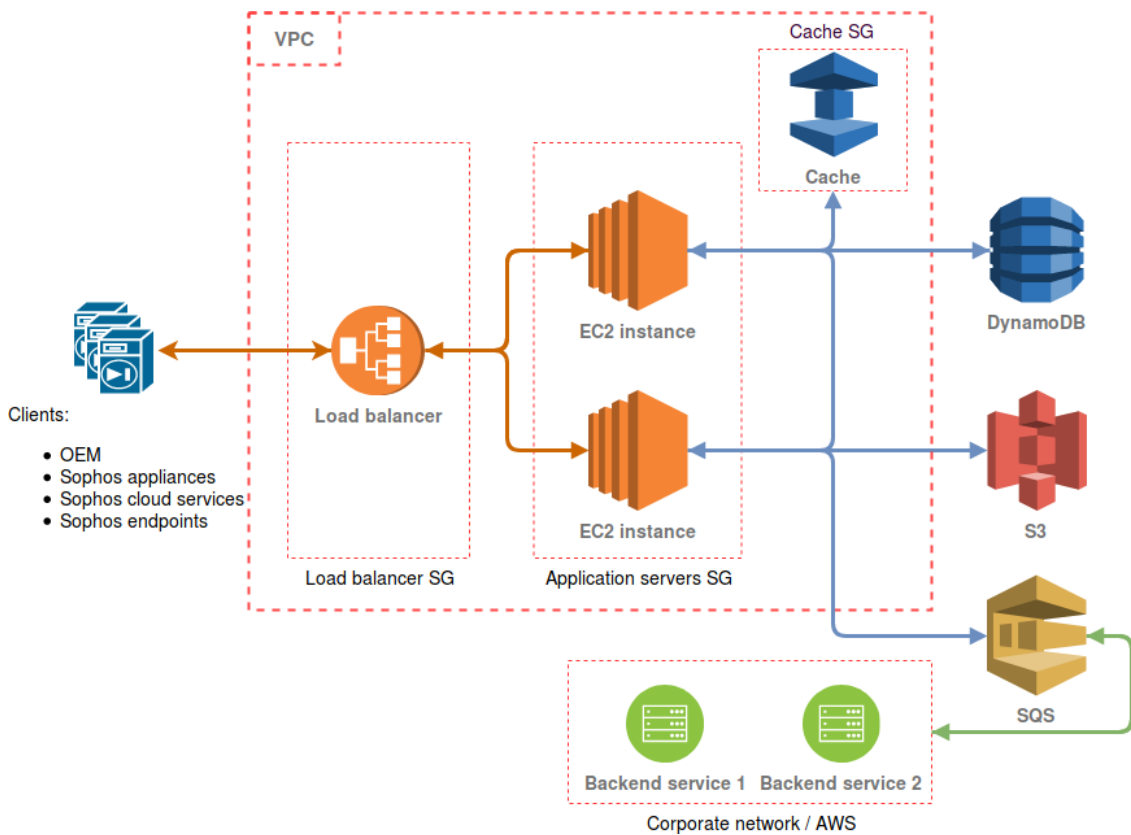 VPC
Cache SG
Cache
EC2 instance
DynamoDB
Load balancer
Clients:
OEM
Sophos appliances
Sophos cloud services
Sophos endpoints
EC2 instance
S3
Load balancer SG
Application servers SG
SQS
Backend service 1
Backend service 2
Corporate network / AWS